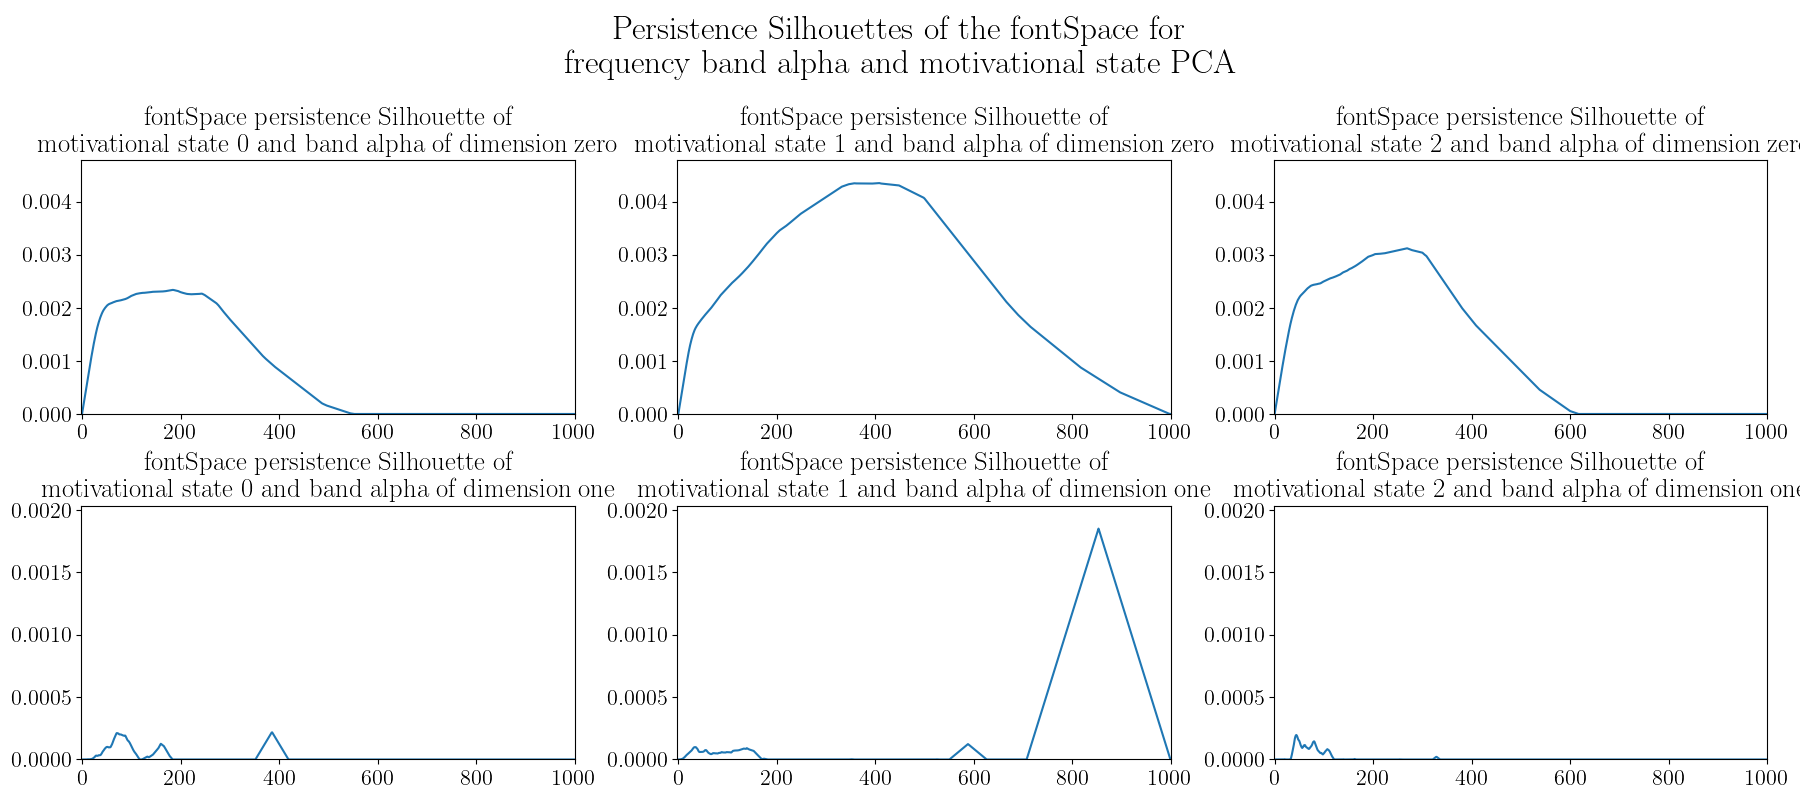 Persistence Silhouettes of the fontSpace for
frequency band alpha and motivational state PCA
fontSpace persistence Silhouette of
motivational state 0 and band alpha of dimension zero
0.004
0.003
0.002
0.001
0.000
0 200 400 600 800 1000
fontSpace persistence Silhouette of
motivational state 1 and band alpha of dimension zero
0.004
0.003
0.002
0.001
0.000
0 200 400 600 800 1000
fontSpace persistence Silhouette of
motivational state 2 and band alpha of dimension zero
0.004
0.003
0.002
0.001
0.000
0 200 400 600 800 1000
fontSpace persistence Silhouette of
motivational state 0 and band alpha of dimension one
0.0020
0.0015
0.0010
0.0005
0.0000
0 200 400 600 800 1000
fontSpace persistence Silhouette of
motivational state 1 and band alpha of dimension one
0.0020
0.0015
0.0010
0.0005
0.0000
0 200 400 600 800 1000
fontSpace persistence Silhouette of
motivational state 2 and band alpha of dimension one
0.0020
0.0015
0.0010
0.0005
0.0000
0 200 400 600 800 1000